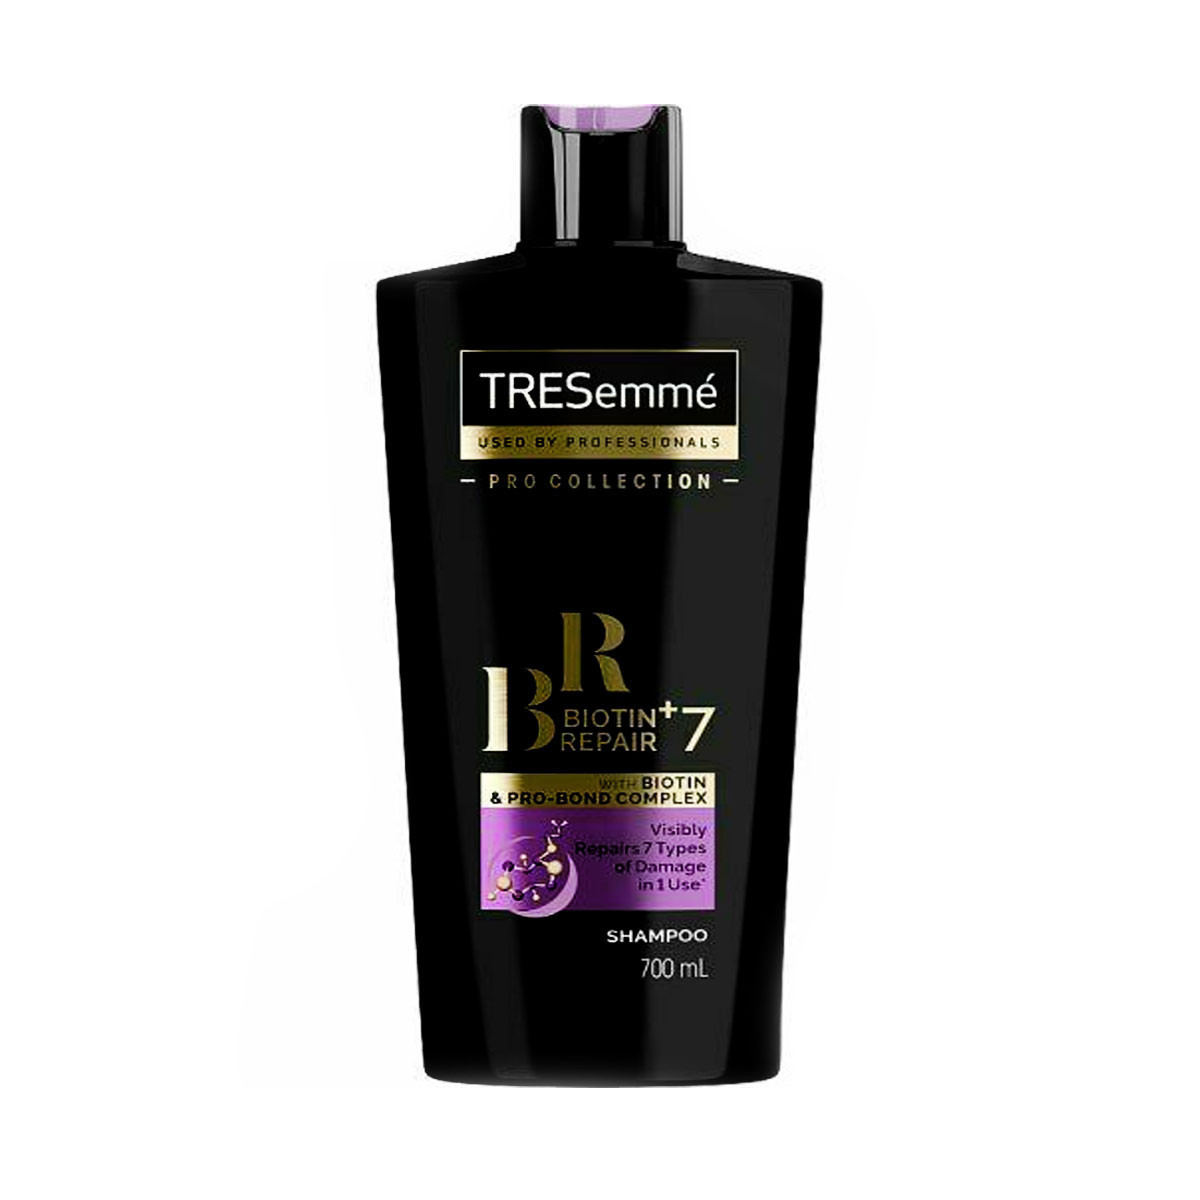 TRESemmé
USED BY PROFESSIONALS
– PRO COLLECTION –
BR
BIOTIN
REPAIR
+7
WITH BIOTIN
& PRO-BOND COMPLEX
Visibly
Repairs 7 Types
of Damage
in 1 Use*
SHAMPOO
700 mL